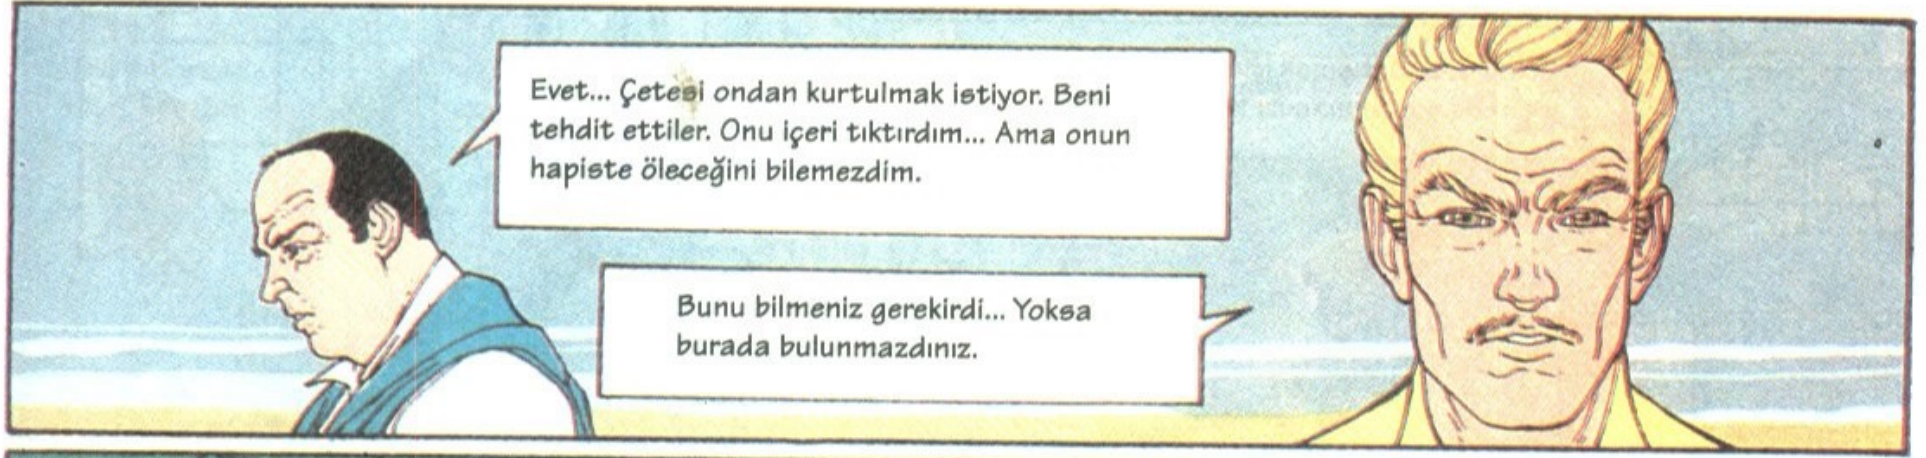 Evet... Çetesi ondan kurtulmak istiyor. Beni
tehdit ettiler. Onu içeri tıktırdım... Ama onun
hapiste öleceğini bilemezdim.
Bunu bilmeniz gerekirdi... Yoksa
burada bulunmazdınız.